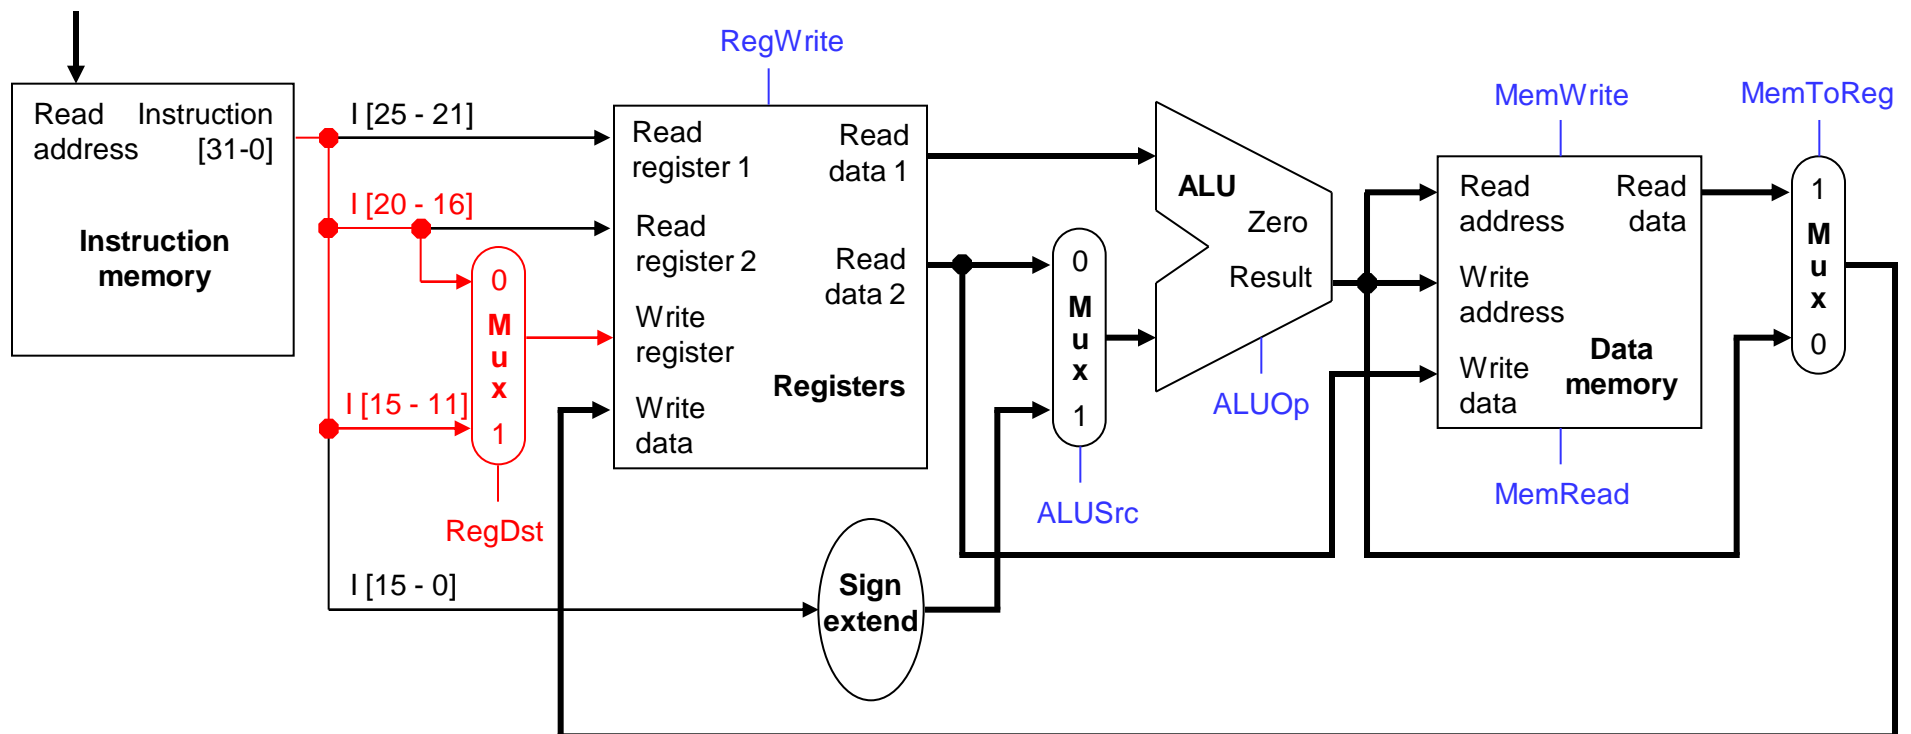 RegWrite
MemWrite
MemToReg
Read address
Instruction [31-0]
Instruction memory
I [25 - 21]
I [20 - 16]
I [15 - 11]
I [15 - 0]
0
M
u
x
1
RegDst
Read register 1
Read register 2
Write register
Write data
Read data 1
Read data 2
Registers
Sign extend
0
M
u
x
1
ALUSrc
ALU
Zero
Result
ALUOp
Read address
Write address
Write data
Read data
Data memory
MemRead
1
M
u
x
0